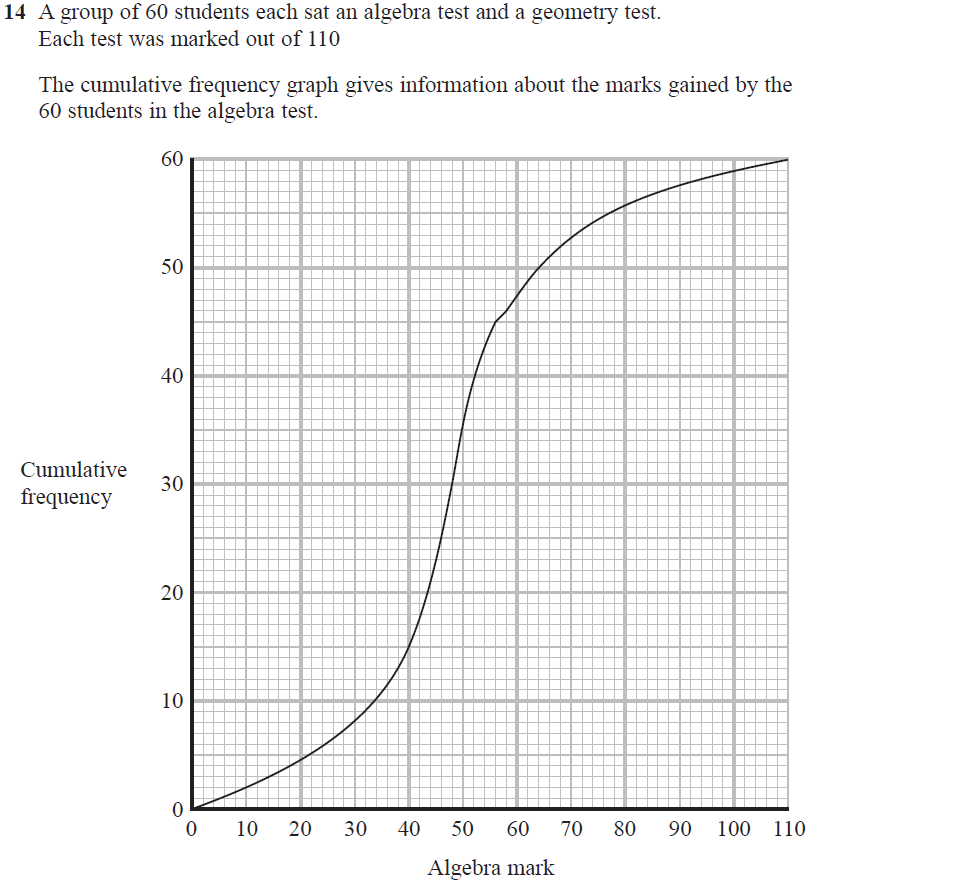 14 A group of 60 students each sat an algebra test and a geometry test.
Each test was marked out of 110
The cumulative frequency graph gives information about the marks gained by the
60 students in the algebra test.
60
50
40
Cumulative
frequency
30
20
10
0
0 10 20 30 40 50 60 70 80 90 100 110
Algebra mark